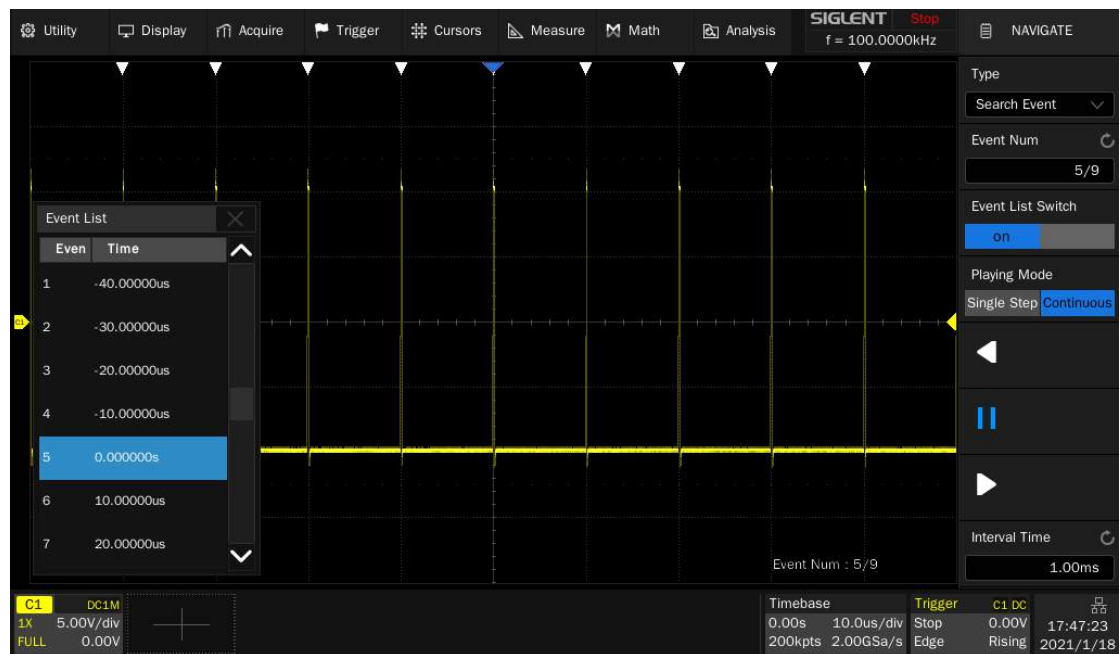 Utility Display Acquire Trigger Cursors Measure Math Analysis
SIGLENT Stop
f = 100.0000kHz
NAVIGATE
Type
Search Event
Event Num
5/9
Event List Switch
on
Playing Mode
Single Step Continuous
Interval Time
1.00ms
Event List
Even Time
1 -40.00000us
2 -30.00000us
3 -20.00000us
4 -10.00000us
5 0.000000s
6 10.00000us
7 20.00000us
C1
Event Num : 5/9
C1 DC1M
1X 5.00V/div
FULL 0.00V
Timebase
0.00s 10.0us/div
200kpts 2.00GSa/s
Trigger C1 DC
Stop 0.00V
Edge Rising
17:47:23
2021/1/18